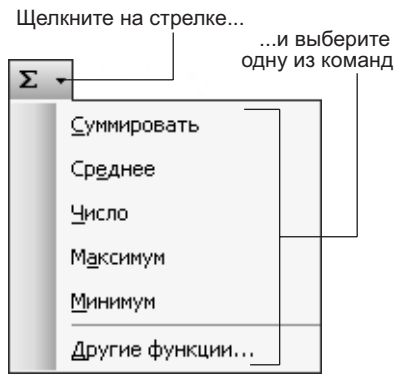 Щелкните на стрелке...
...и выберите
одну из команд
Σ
Суммировать
Среднее
Число
Максимум
Минимум
Другие функции...